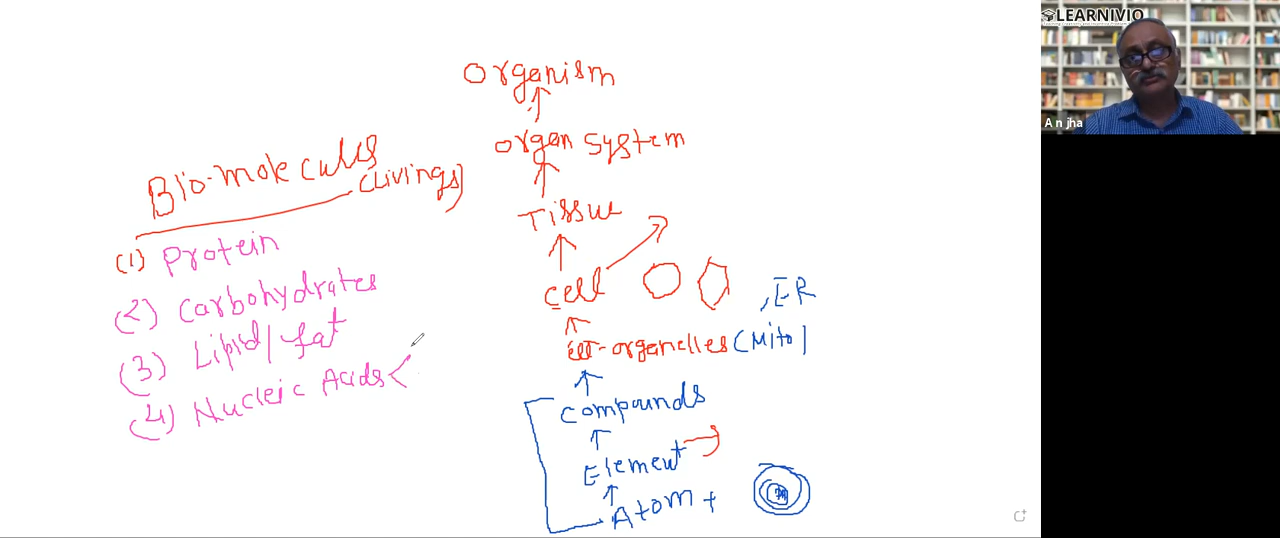 LEARNIVIO
A n jha
Organism
Organ System
Tissue
Cell
Cell-organelles (Mito)
, ER
Compounds
Element
Atom +
Bio-molecules
(Livings)
(1) Protein
(2) Carbohydrates
(3) Lipid/fat
(4) Nucleic Acids <